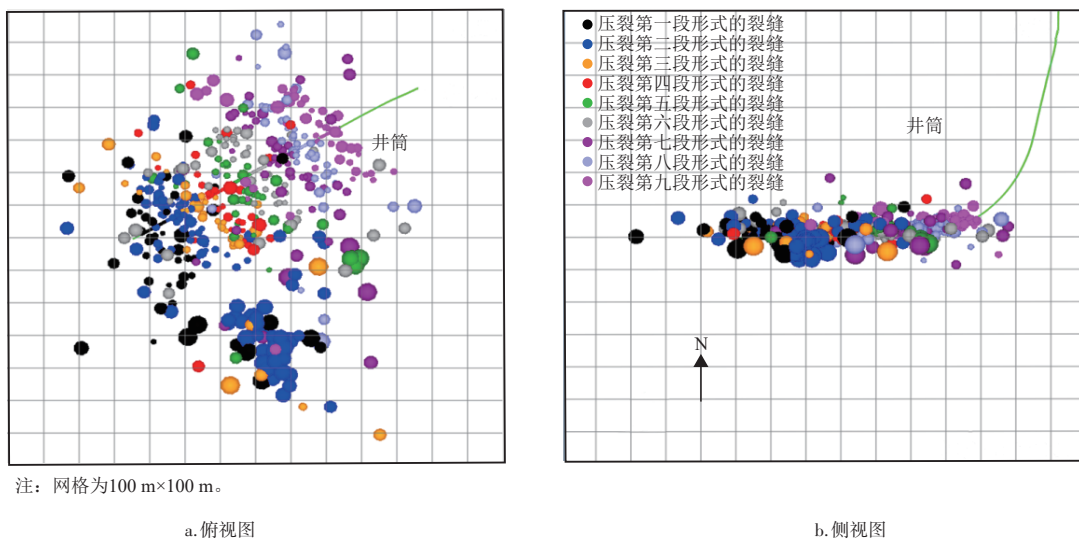 井筒
注：网格为100 m×100 m。
a.俯视图
压裂第一段形式的裂缝
压裂第二段形式的裂缝
压裂第三段形式的裂缝
压裂第四段形式的裂缝
压裂第五段形式的裂缝
压裂第六段形式的裂缝
压裂第七段形式的裂缝
压裂第八段形式的裂缝
压裂第九段形式的裂缝
井筒
N
b.侧视图